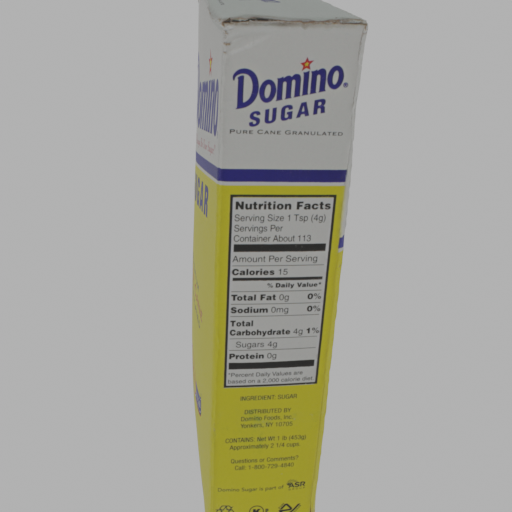 Domino®
SUGAR
PURE CANE GRANULATED
Nutrition Facts
Serving Size 1 Tsp (4g)
Servings Per
Container About 113
Amount Per Serving
Calories 15
% Daily Value*
Total Fat 0g 0%
Sodium 0mg 0%
Total
Carbohydrate 4g 1%
Sugars 4g
Protein 0g
*Percent Daily Values are
based on a 2,000 calorie diet.
INGREDIENT: SUGAR
DISTRIBUTED BY
Domino Foods, Inc.
Yonkers, NY 10705
CONTAINS: Net Wt 1 lb (453g)
Approximately 2 1/4 cups
Questions or Comments?
Call: 1-800-729-4840
Domino Sugar is part of ASR